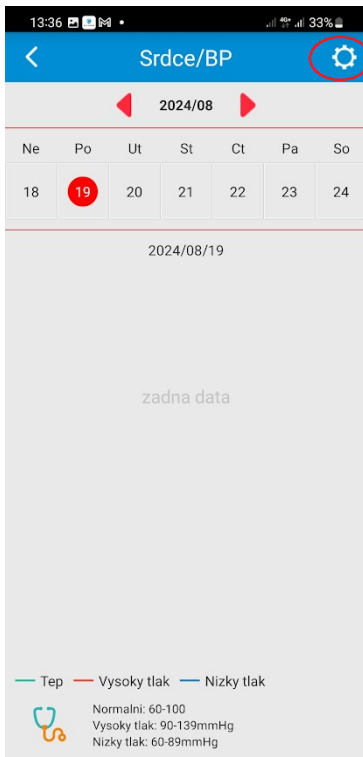 13:36 4G+ 33%
Srdce/BP
2024/08
Ne Po Ut St Ct Pa So
18 19 20 21 22 23 24
2024/08/19
zadna data
Tep Vysoky tlak Nizky tlak
Normalni: 60-100
Vysoky tlak: 90-139mmHg
Nizky tlak: 60-89mmHg